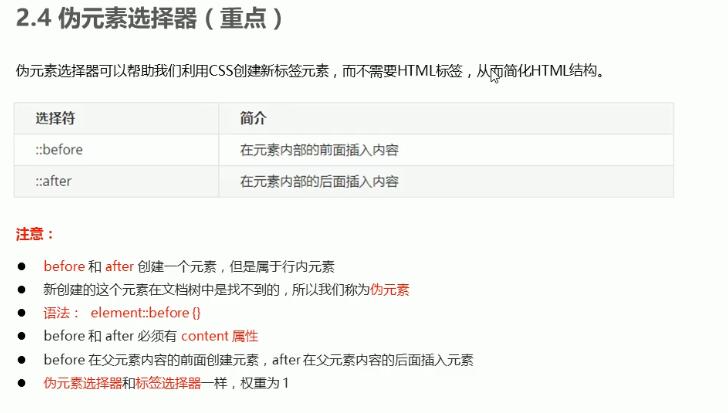 2.4 伪元素选择器（重点）
伪元素选择器可以帮助我们利用CSS创建新标签元素，而不需要HTML标签，从而简化HTML结构。
选择符 简介
::before 在元素内部的前面插入内容
::after 在元素内部的后面插入内容
注意：
● before 和 after 创建一个元素，但是属于行内元素
● 新创建的这个元素在文档树中是找不到的，所以我们称为伪元素
● 语法： element::before {}
● before 和 after 必须有 content 属性
● before 在父元素内容的前面创建元素，after 在父元素内容的后面插入元素
● 伪元素选择器和标签选择器一样，权重为 1